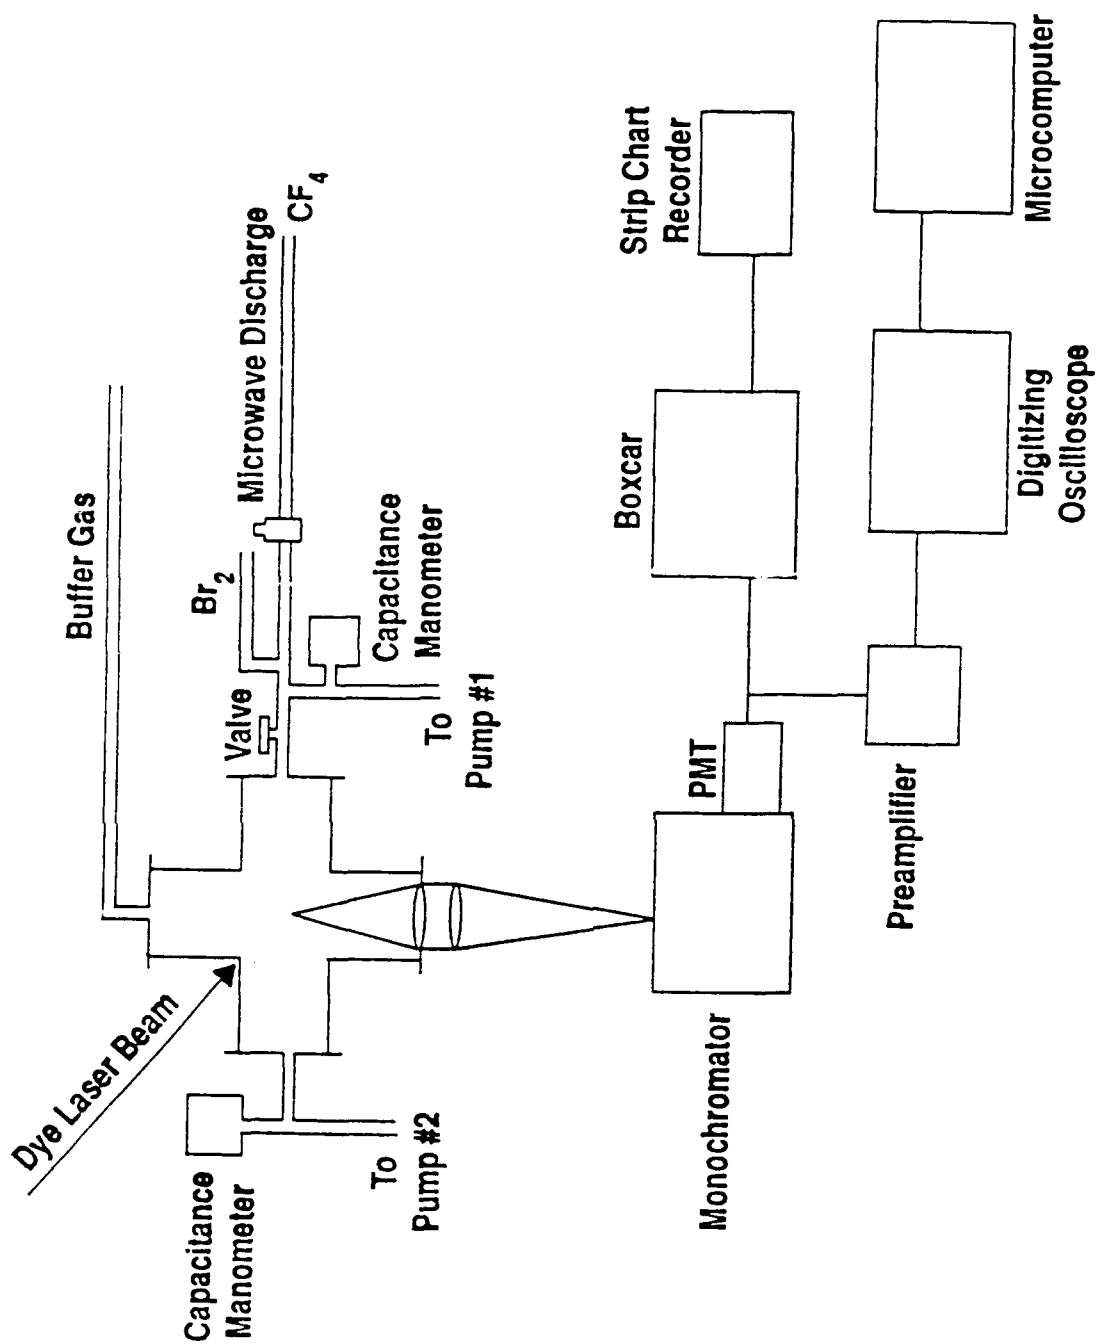 Buffer Gas
Dye Laser Beam
Capacitance
Manometer
Br2
Microwave Discharge
CF4
Valve
Capacitance
Manometer
To
Pump #1
To
Pump #2
Monochromator
PMT
Boxcar
Strip Chart
Recorder
Preamplifier
Digitizing
Oscilloscope
Microcomputer